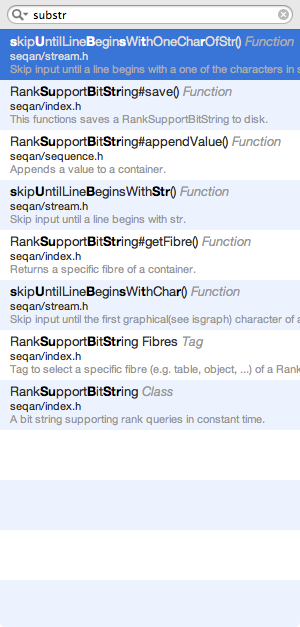 substr
skipUntilLineBeginsWithOneCharOfStr() Function
seqan/stream.h
Skip input until a line begins with a one of the characters in s
RankSupportBitString#save() Function
seqan/index.h
This functions saves a RankSupportBitString to disk.
RankSupportBitString#appendValue() Function
seqan/sequence.h
Appends a value to a container.
skipUntilLineBeginsWithStr() Function
seqan/stream.h
Skip input until a line begins with str.
RankSupportBitString#getFibre() Function
seqan/index.h
Returns a specific fibre of a container.
skipUntilLineBeginsWithChar() Function
seqan/stream.h
Skip input until the first graphical(see isgraph) character of a
RankSupportBitString Fibres Tag
seqan/index.h
Tag to select a specific fibre (e.g. table, object, ...) of a Rank
RankSupportBitString Class
seqan/index.h
A bit string supporting rank queries in constant time.